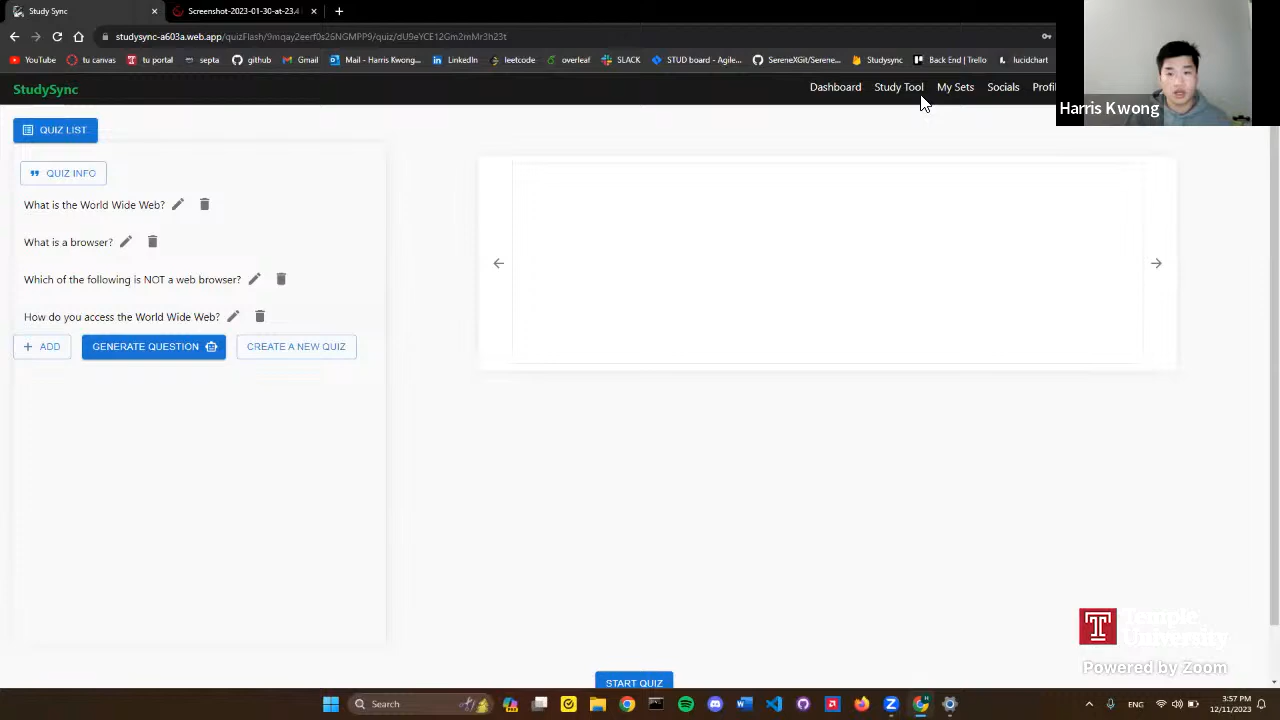 Study Sync
Screenshot-2023-01-30-at-23.4
studysync-a603a.web.app/quizFlash/9mqay2eerf0s26NGMPP9/quiz/dU9eYCE12Gm2mMr3h23t
YouTube tu canvas tu portal septa github Gmail Mail - Harris Kwong... LinkedIn leetcode overleaf SLACK STUD board - Agile... SereneXGit/Serene... Studysync Back End | Trello lucidchart
StudySync Dashboard Study Tool My Sets Socials Profi
Harris Kwong
QUIZ LIST
QUIZ INFO
What is the World Wide Web?
What is a browser?
Which of the following is NOT a web browser?
How do you access the World Wide Web?
+ ADD GENERATE QUESTION CREATE A NEW QUIZ
Temple
University
Powered by Zoom
START QUIZ
Search
ENG
3:57 PM
12/11/2023